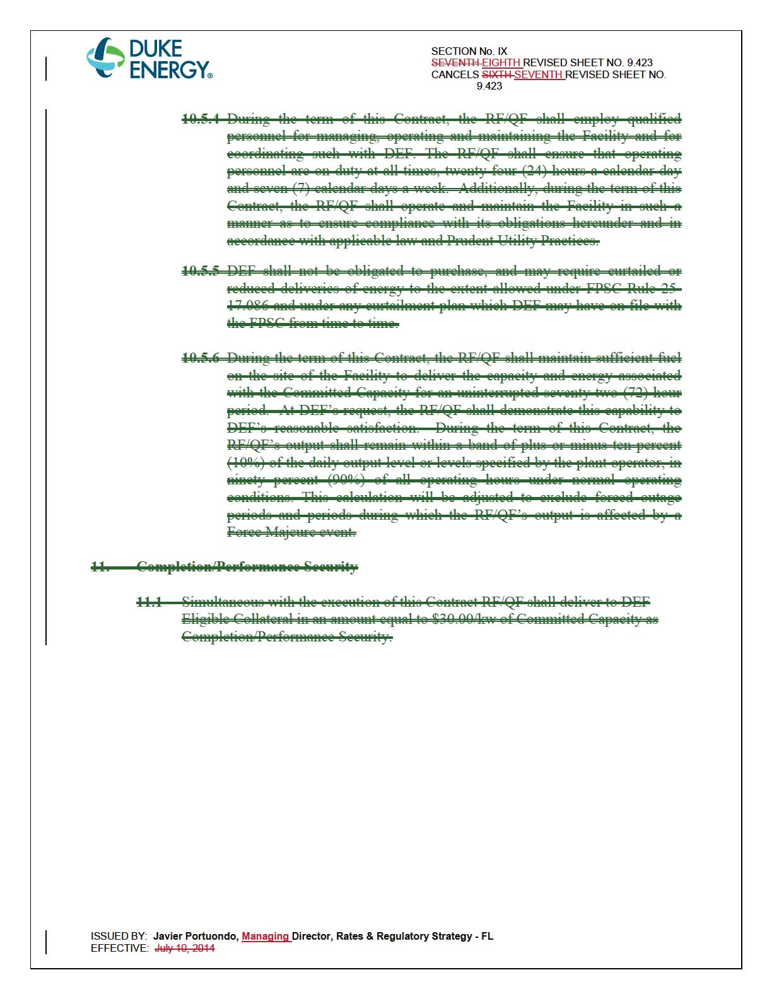 DUKE
ENERGY®
SECTION No. IX
SEVENTH EIGHTH REVISED SHEET NO. 9.423
CANCELS SIXTH SEVENTH REVISED SHEET NO.
9.423
10.5.4 During the term of this Contract, the RF/QF shall employ qualified
personnel for managing, operating and maintaining the Facility and for
coordinating such with DEF. The RF/QF shall ensure that operating
personnel are on duty at all times, twenty-four (24) hours a calendar day
and seven (7) calendar days a week. Additionally, during the term of this
Contract, the RF/QF shall operate and maintain the Facility in such a
manner as to ensure compliance with its obligations hereunder and in
accordance with applicable law and Prudent Utility Practices.
10.5.5 DEF shall not be obligated to purchase, and may require curtailed or
reduced deliveries of energy to the extent allowed under FPSC Rule 25-
17.086 and under any curtailment plan which DEF may have on file with
the FPSC from time to time.
10.5.6 During the term of this Contract, the RF/QF shall maintain sufficient fuel
on the site of the Facility to deliver the capacity and energy associated
with the Committed Capacity for an uninterrupted seventy-two (72) hour
period. At DEF’s request, the RF/QF shall demonstrate this capability to
DEF’s reasonable satisfaction. During the term of this Contract, the
RF/QF’s output shall remain within a band of plus or minus ten percent
(10%) of the daily output level or levels specified by the plant operator, in
ninety percent (90%) of all operating hours under normal operating
conditions. This calculation will be adjusted to exclude forced outage
periods and periods during which the RF/QF’s output is affected by a
Force Majeure event.
11. Completion/Performance Security
11.1 Simultaneous with the execution of this Contract RF/QF shall deliver to DEF
Eligible Collateral in an amount equal to $30.00/kw of Committed Capacity as
Completion/Performance Security.
ISSUED BY: Javier Portuondo, Managing Director, Rates & Regulatory Strategy - FL
EFFECTIVE: July 10, 2014